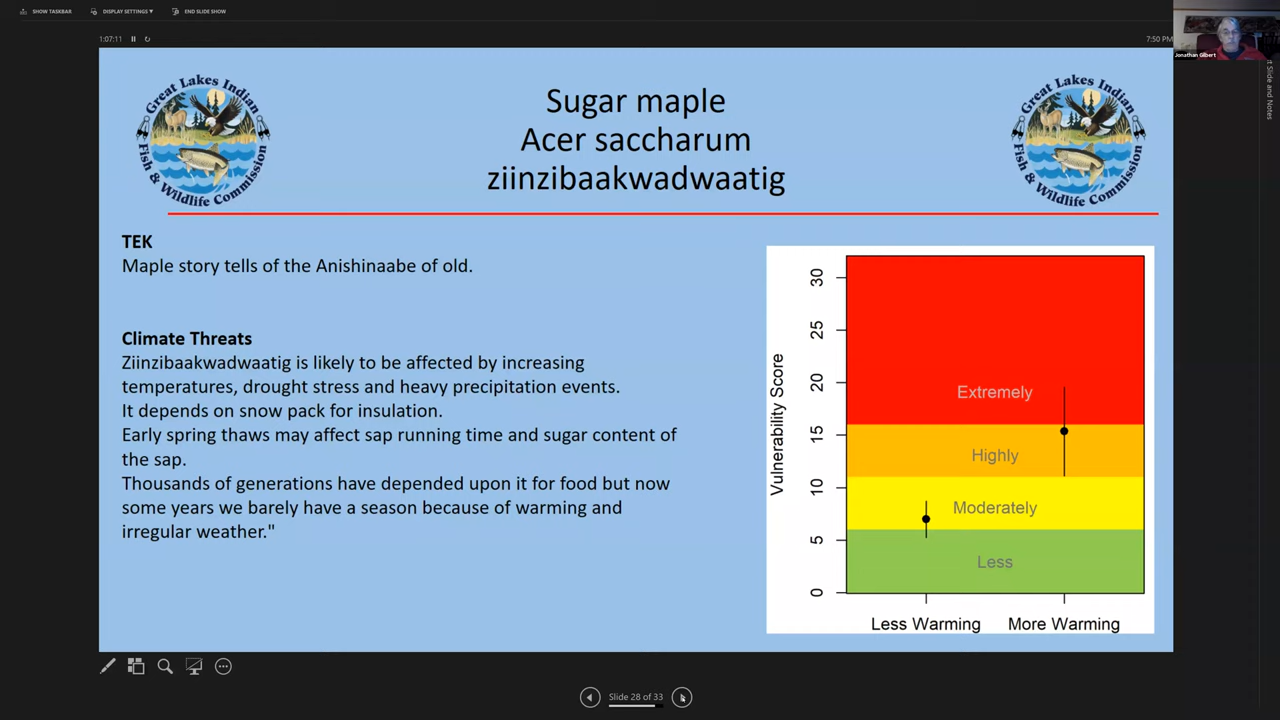 SHOW TASKBAR
DISPLAY SETTINGS
END SLIDE SHOW
1:07:11
7:50 PM
Jonathan Gilbert
t Slide and Notes
Great Lakes Indian
Fish & Wildlife Commission
Sugar maple
Acer saccharum
ziinzibaakwadwaatig
Great Lakes Indian
Fish & Wildlife Commission
TEK
Maple story tells of the Anishinaabe of old.
Climate Threats
Ziinzibaakwadwaatig is likely to be affected by increasing
temperatures, drought stress and heavy precipitation events.
It depends on snow pack for insulation.
Early spring thaws may affect sap running time and sugar content of
the sap.
Thousands of generations have depended upon it for food but now
some years we barely have a season because of warming and
irregular weather."
Vulnerability Score
30
25
20
15
10
5
0
Extremely
Highly
Moderately
Less
Less Warming
More Warming
Slide 28 of 33